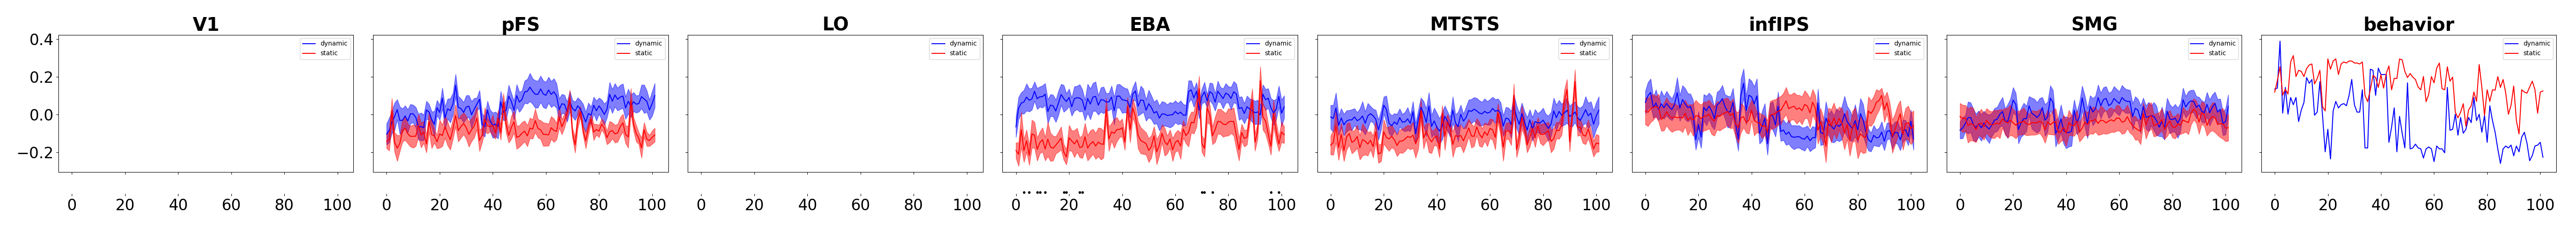 V1 pFS LO EBA MTSTS infIPS SMG behavior
0.4 dynamic dynamic dynamic dynamic dynamic dynamic dynamic dynamic
static static static static static static static static
0.2
0.0
−0.2
0 20 40 60 80 100 0 20 40 60 80 100 0 20 40 60 80 100 0 20 40 60 80 100 0 20 40 60 80 100 0 20 40 60 80 100 0 20 40 60 80 100 0 20 40 60 80 100